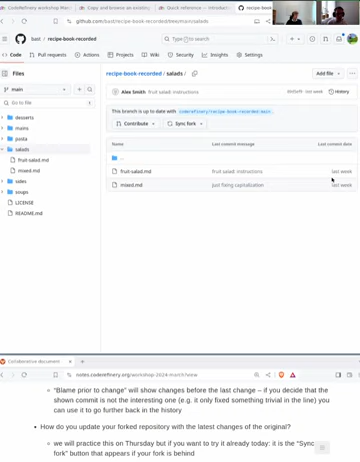 CodeRefinery workshop Mar
Copy and browse an existing
Quick reference — Introduc
recipe-bo
github.com/bast/recipe-book-recorded/tree/main/salads
bast / recipe-book-recorded
Type / to search
Code
Pull requests
Actions
Projects
Wiki
Security
Insights
Settings
Files
main
Go to file
desserts
mains
pasta
salads
fruit-salad.md
mixed.md
sides
soups
LICENSE
README.md
recipe-book-recorded / salads /
Add file
Alex Smith fruit salad: instructions
last week
History
This branch is up to date with coderefinery/recipe-book-recorded:main .
Contribute
Sync fork
Name
Last commit message
Last commit date
..
fruit-salad.md
fruit salad: instructions
last week
mixed.md
just fixing capitalization
last week
Collaborative document
notes.coderefinery.org/workshop-2024-march?view
"Blame prior to change" will show changes before the last change – if you decide that the
shown commit is not the interesting one (e.g. it only fixed something trivial in the line) you
can use it to go further back in the history
How do you update your forked repository with the latest changes of the original?
we will practice this on Thursday but if you want to try it already today: it is the "Sync
fork" button that appears if your fork is behind